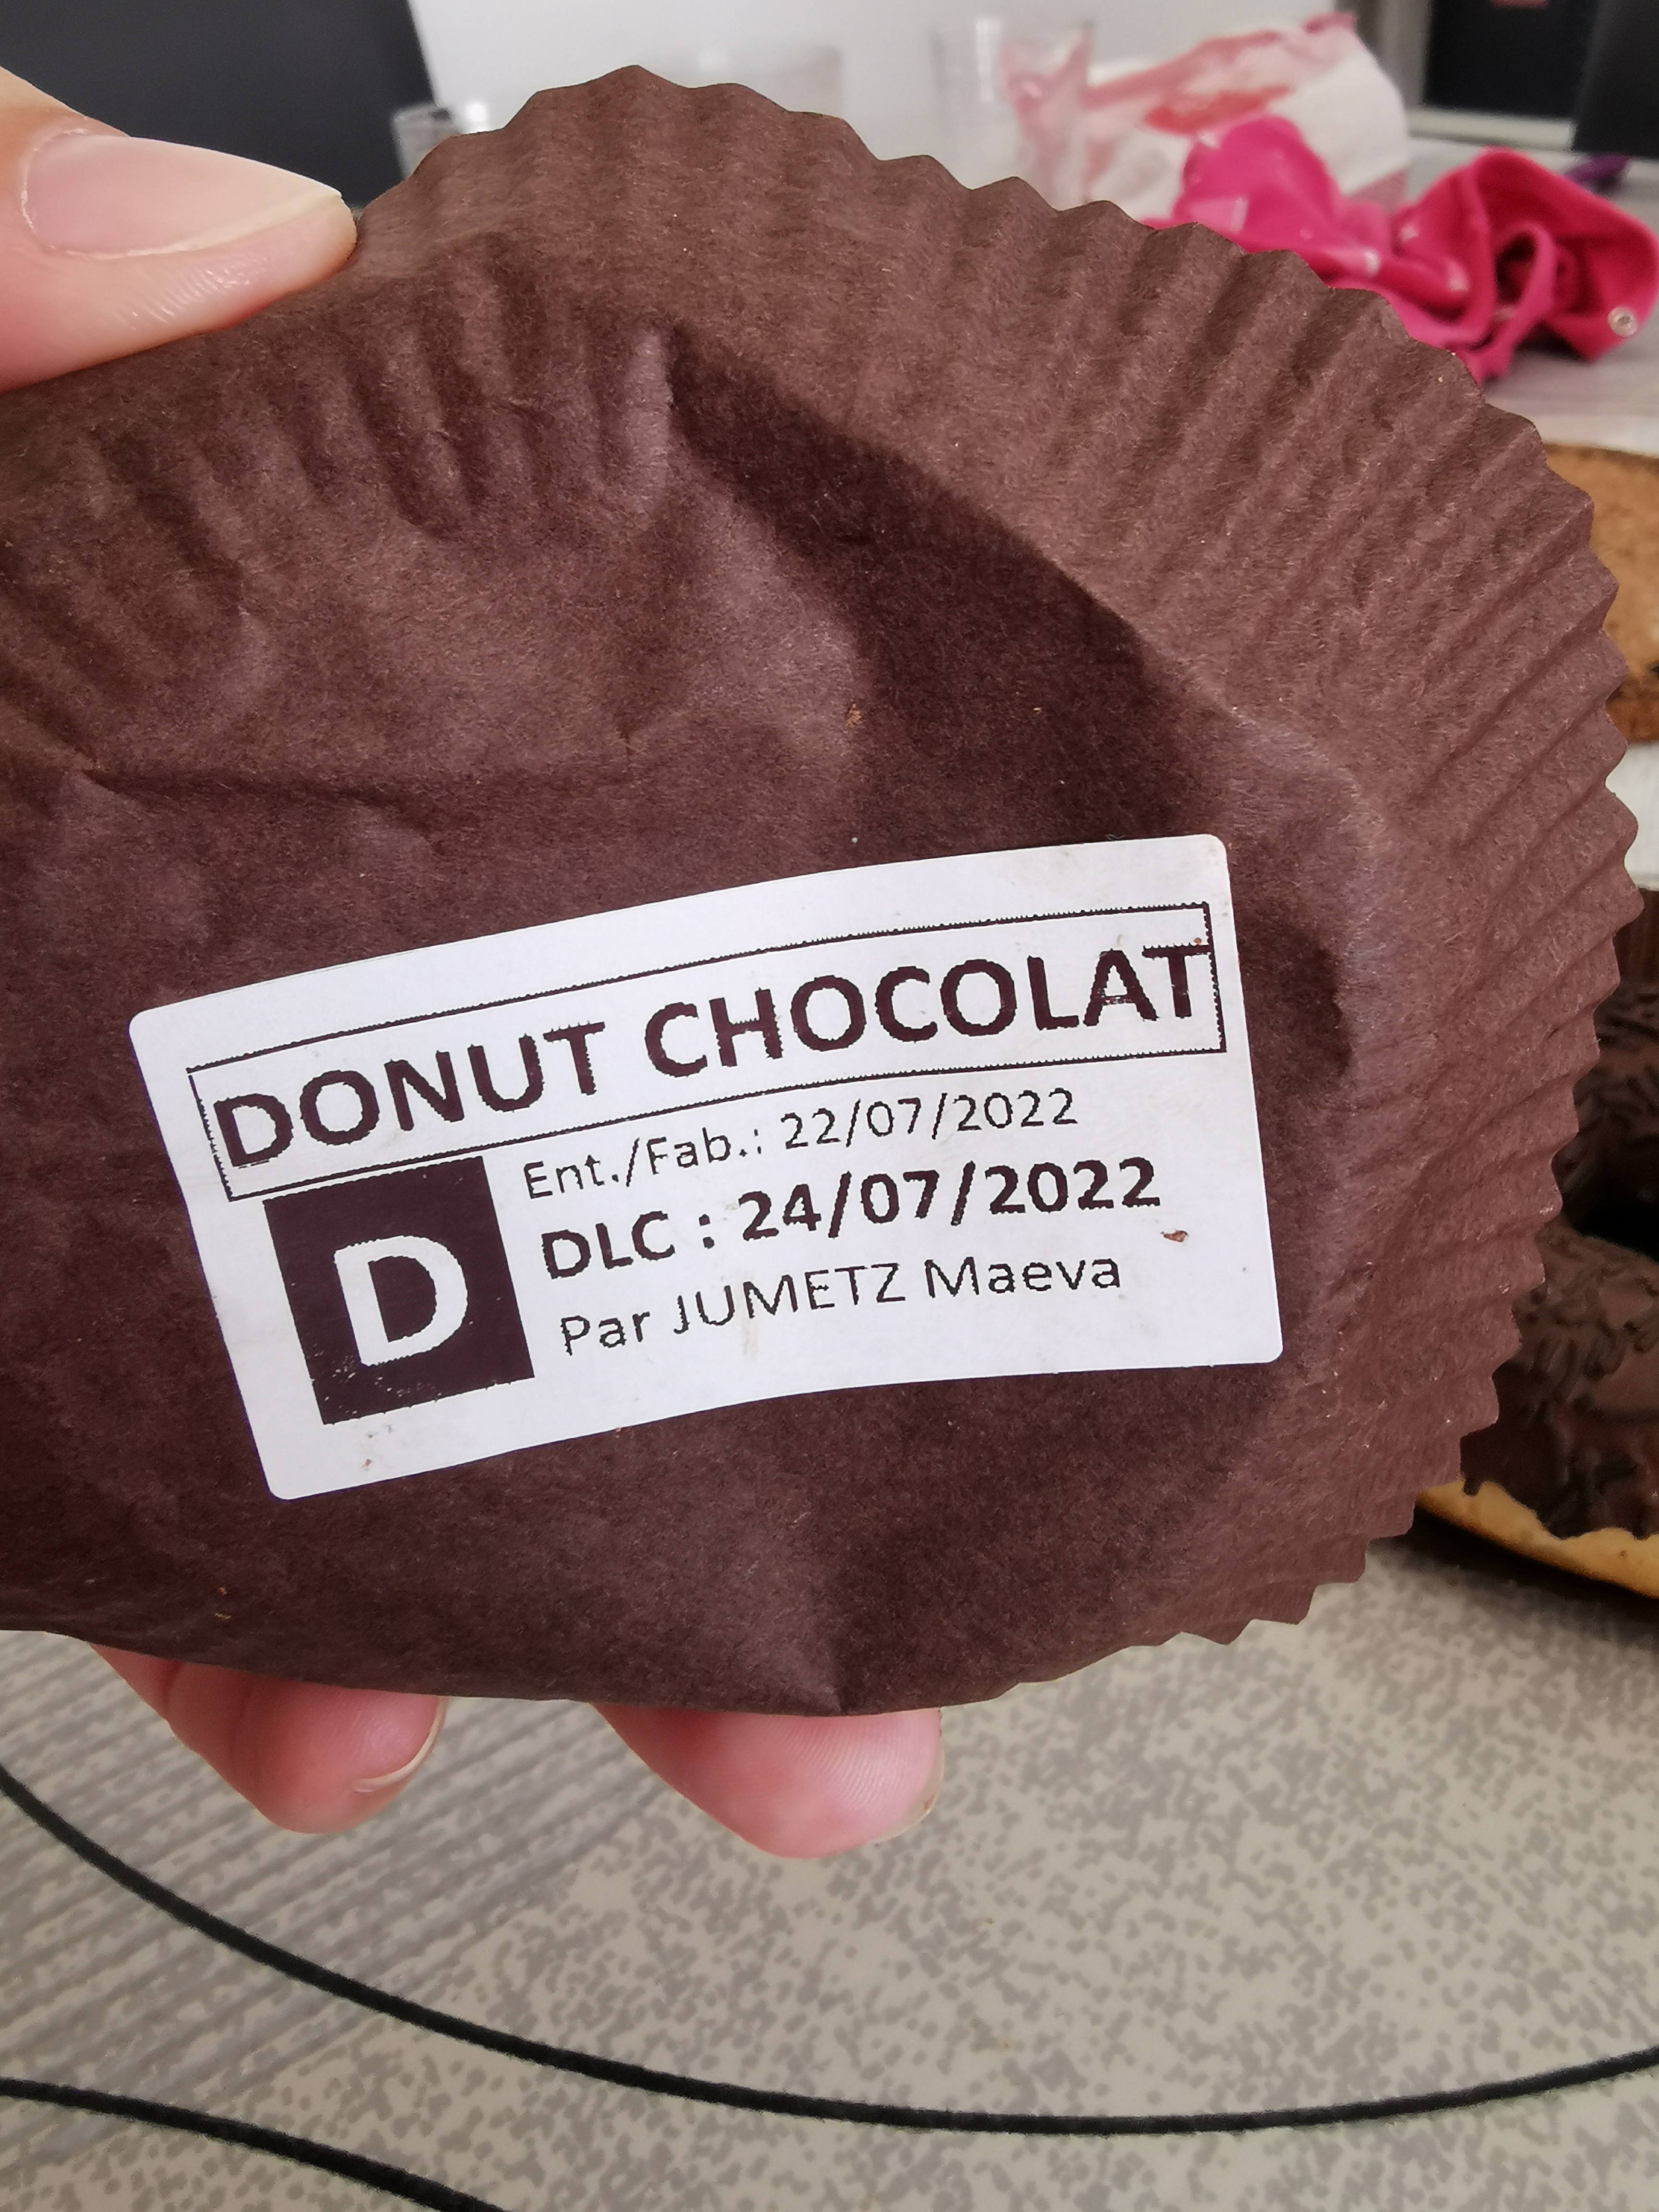 DONUT CHOCOLAT
Ent./Fab.: 22/07/2022
D
DLC : 24/07/2022
Par JUMETZ Maeva